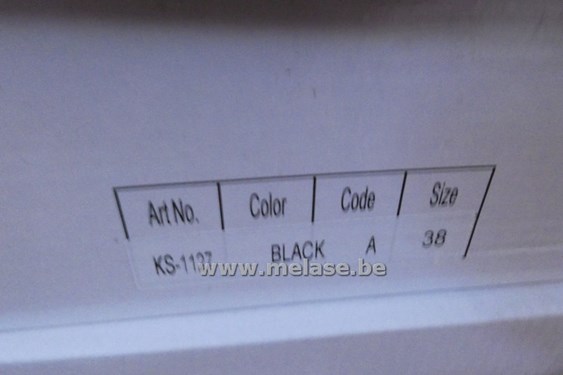 Art No. Color Code Size
KS-1137 BLACK A 38
www.melase.be